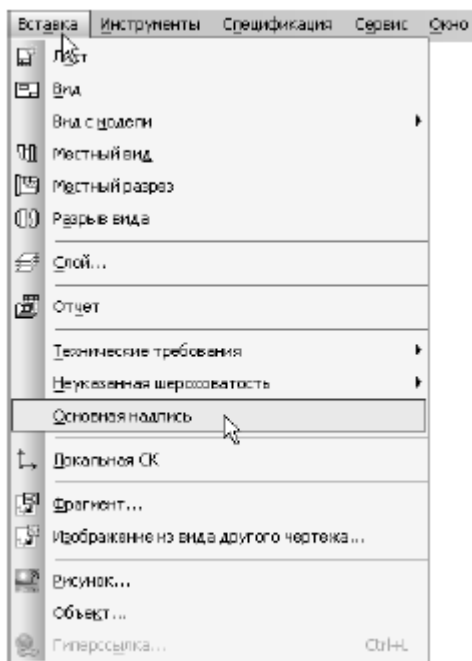 Вставка Инструменты Спецификация Сервис Окно
Лист
Вид
Вид с модели
Местный вид
Местный разрез
Разрыв вида
Слой...
Отчет
Технические требования
Неуказанная шероховатость
Основная надпись
Локальная СК
Фрагмент...
Изображение из вида другого чертежа...
Рисунок...
Объект...
Гиперссылка... Ctrl+L